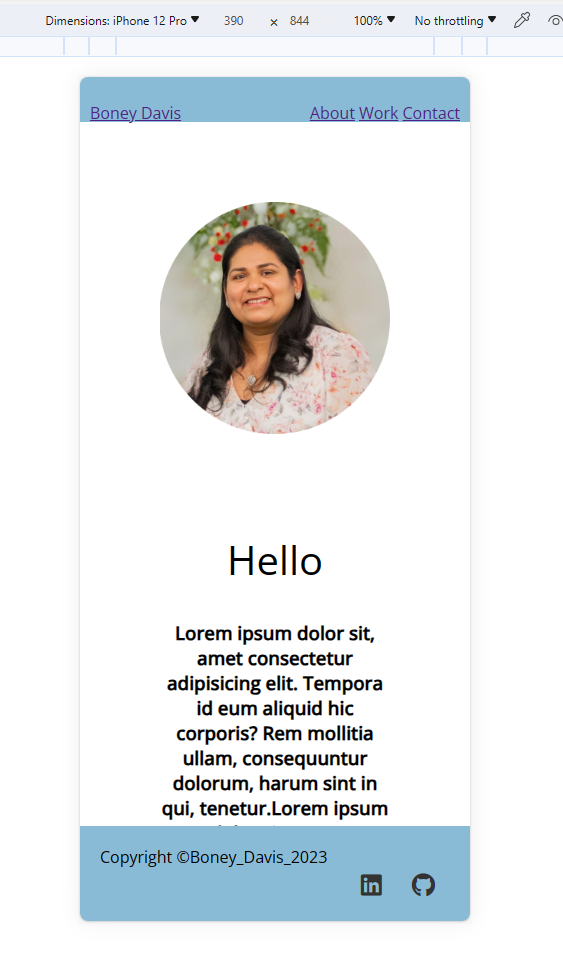 Dimensions: iPhone 12 Pro 390 × 844 100% No throttling
Boney Davis About Work Contact
Hello
Lorem ipsum dolor sit,
amet consectetur
adipisicing elit. Tempora
id eum aliquid hic
corporis? Rem mollitia
ullam, consequuntur
dolorum, harum sint in
qui, tenetur.Lorem ipsum
Copyright ©Boney_Davis_2023
in